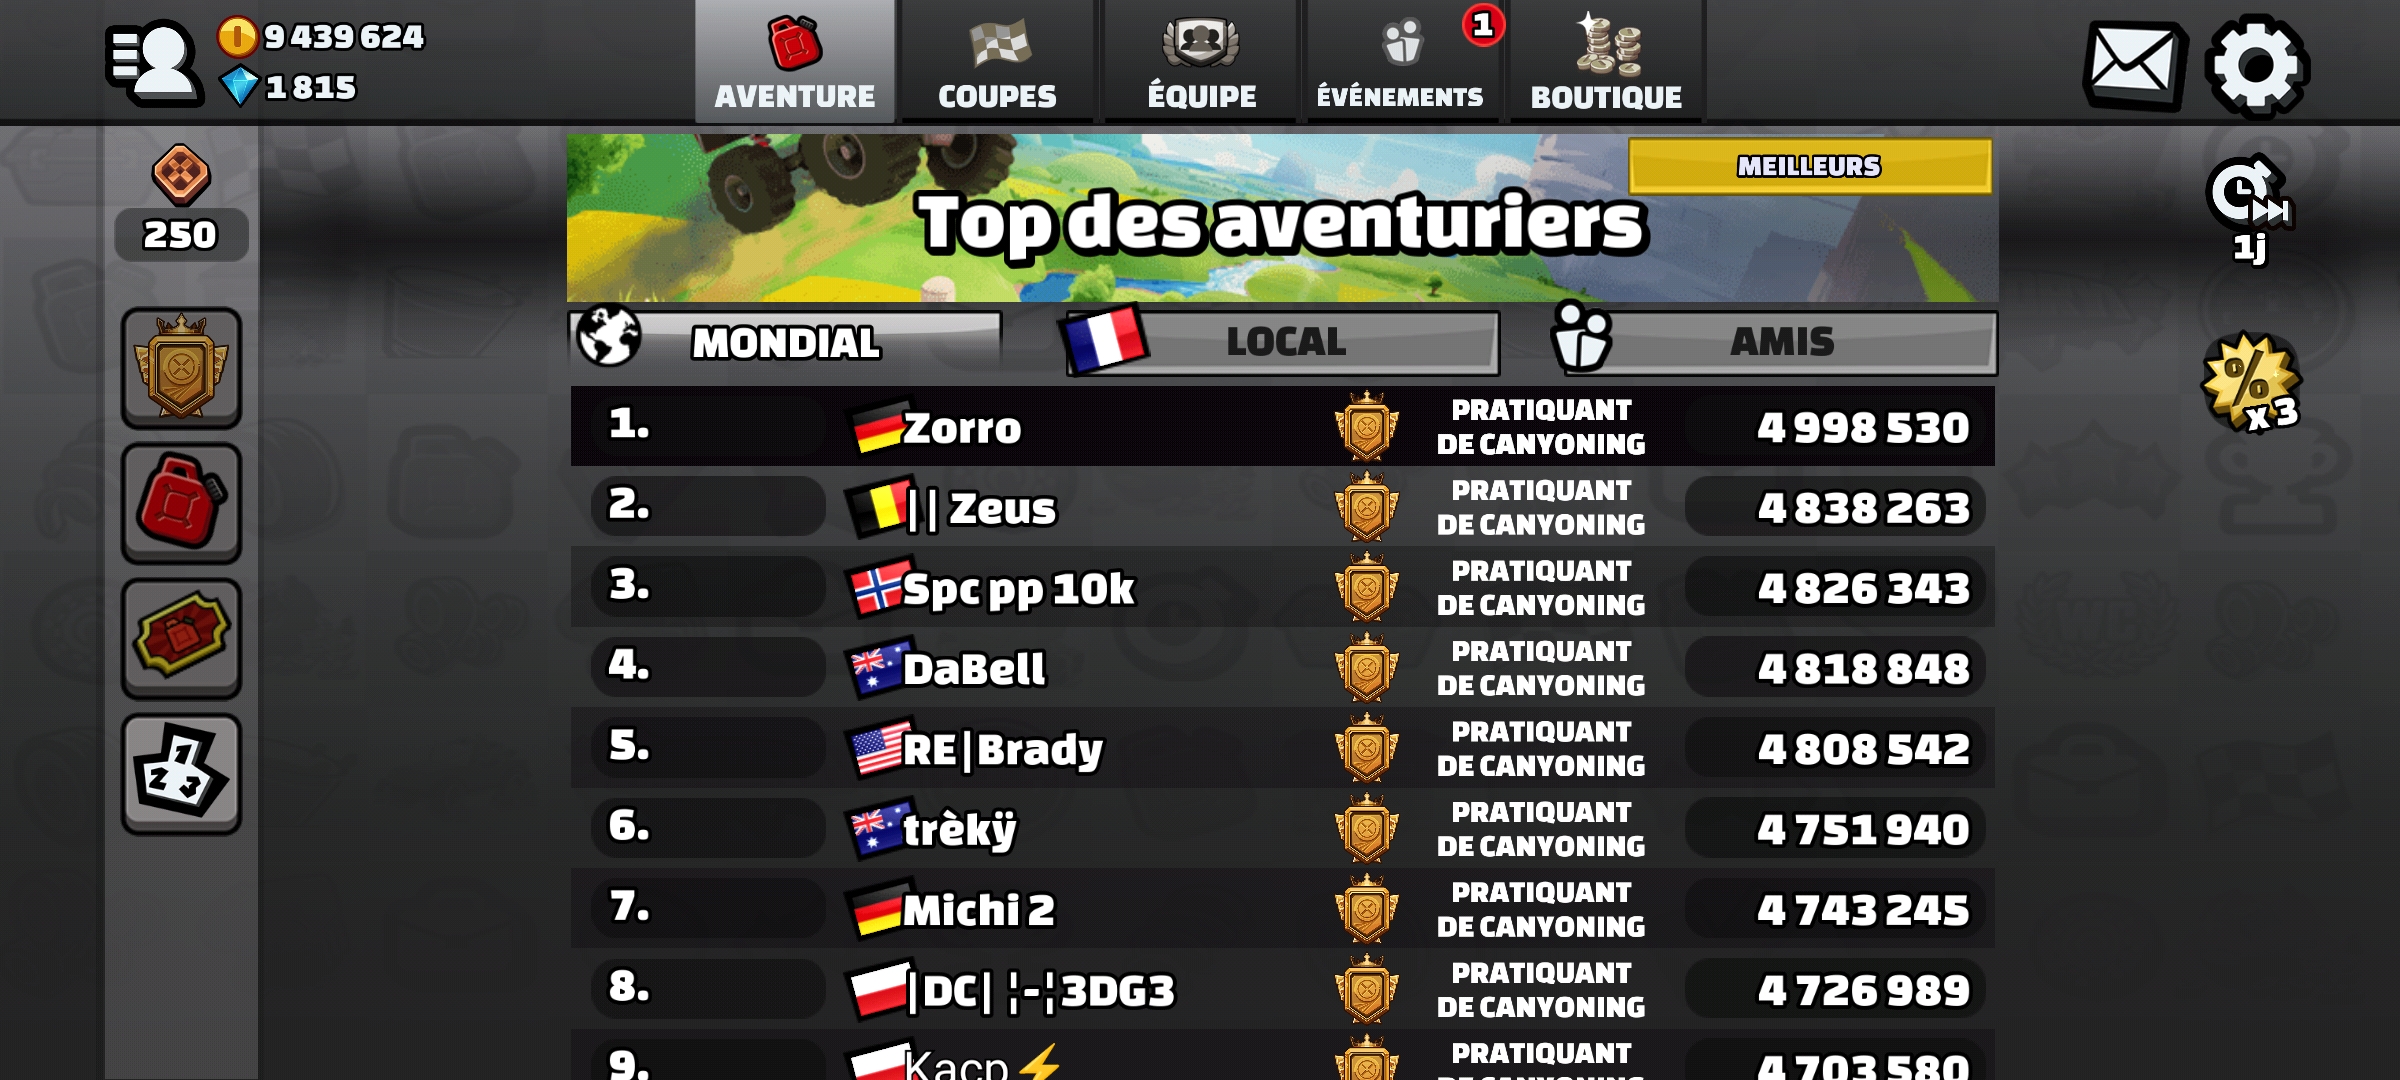 9 439 624
1 815
AVENTURE
COUPES
ÉQUIPE
ÉVÉNEMENTS
1
BOUTIQUE
250
MEILLEURS
Top des aventuriers
1j
x 3
MONDIAL
LOCAL
AMIS
1. Zorro PRATIQUANT DE CANYONING 4 998 530
2. || Zeus PRATIQUANT DE CANYONING 4 838 263
3. Spc pp 10k PRATIQUANT DE CANYONING 4 826 343
4. DaBell PRATIQUANT DE CANYONING 4 818 848
5. RE|Brady PRATIQUANT DE CANYONING 4 808 542
6. trèkÿ PRATIQUANT DE CANYONING 4 751 940
7. Michi 2 PRATIQUANT DE CANYONING 4 743 245
8. |DC| ¦-¦3DG3 PRATIQUANT DE CANYONING 4 726 989
9. Kacp⚡ PRATIQUANT 4 703 580